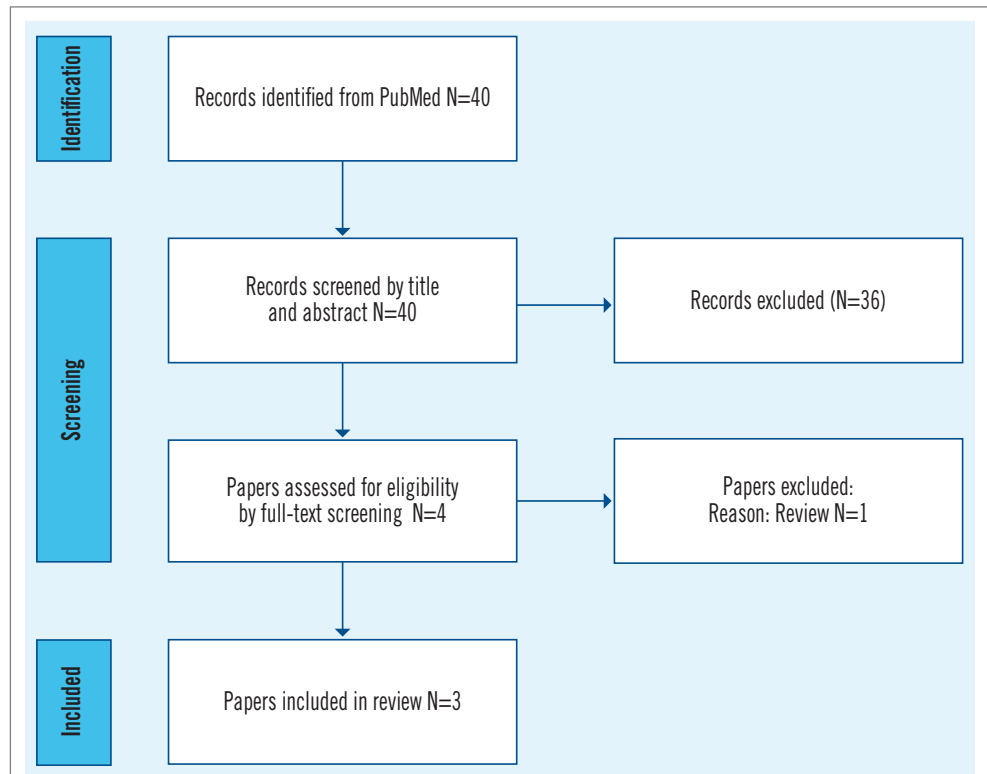 Identification
Records identified from PubMed N=40
Screening
Records screened by title
and abstract N=40
Records excluded (N=36)
Papers assessed for eligibility
by full-text screening N=4
Papers excluded:
Reason: Review N=1
Included
Papers included in review N=3